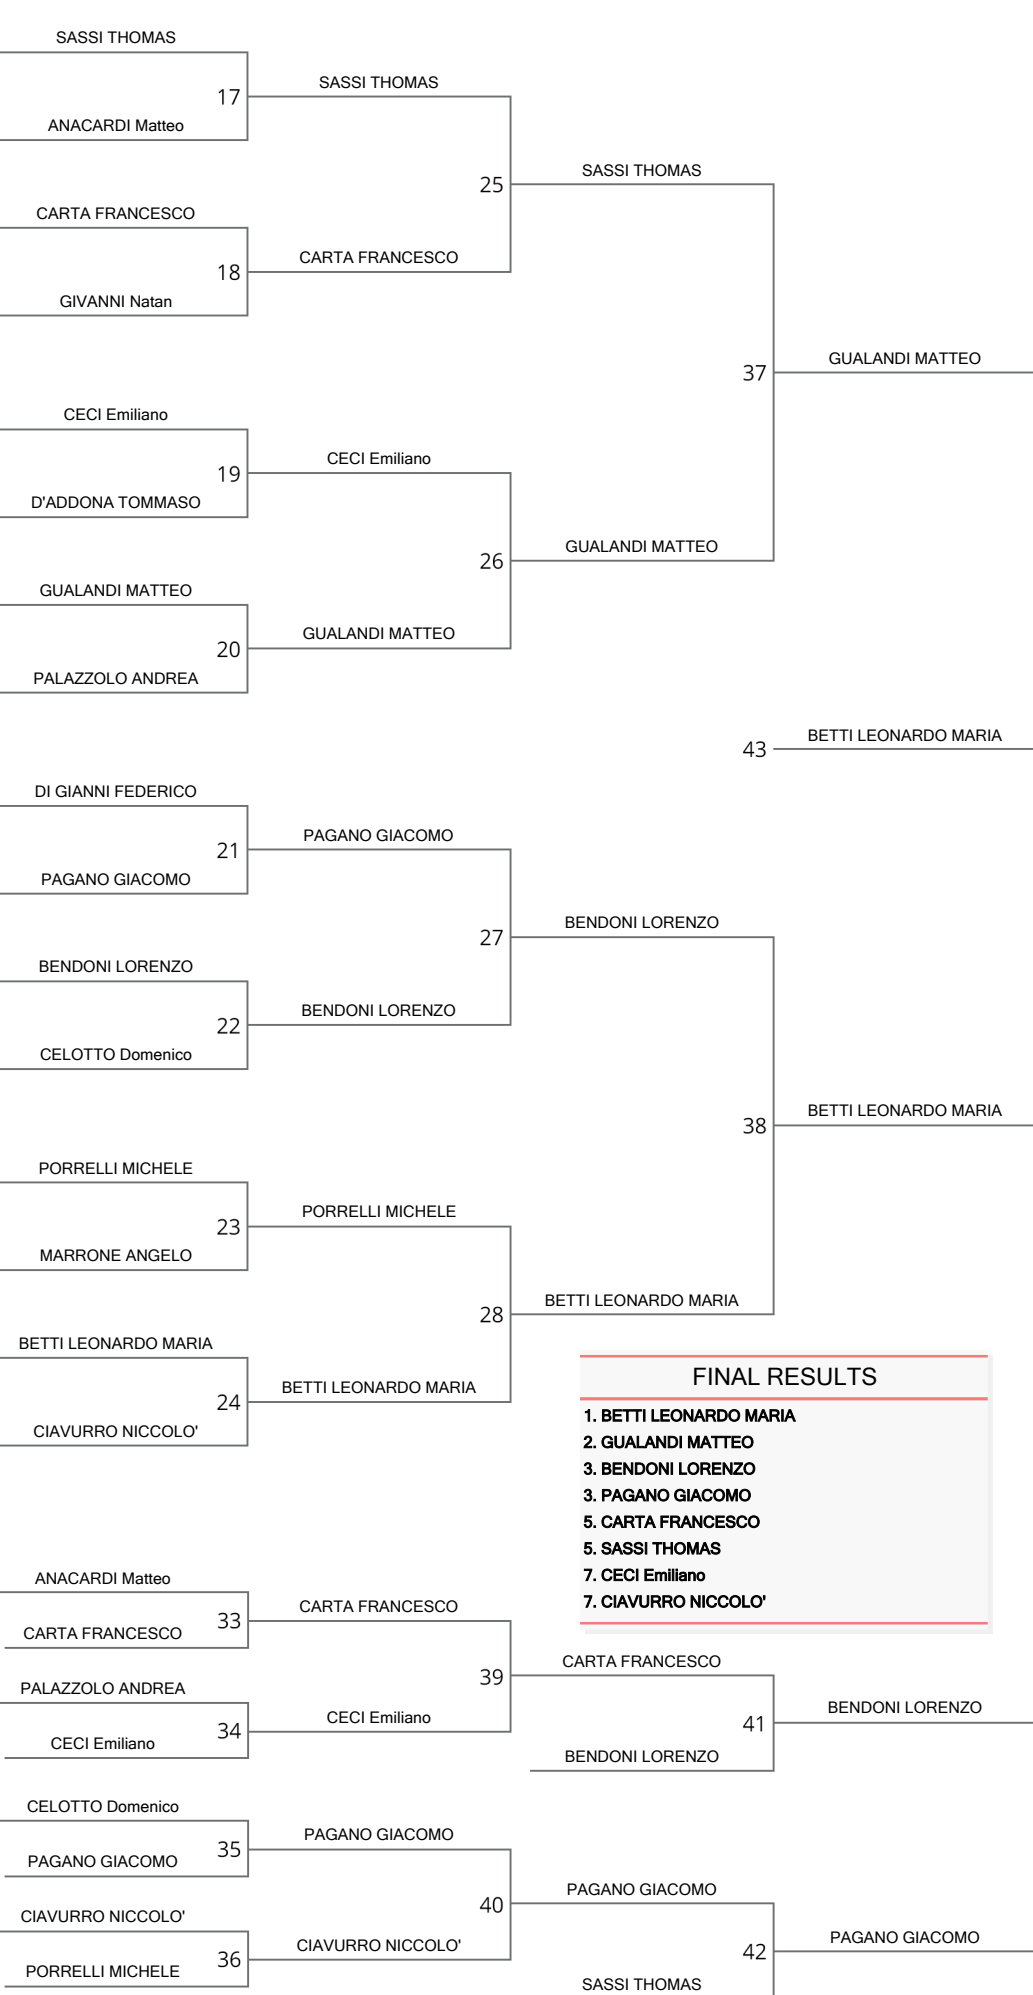 SASSI THOMAS
17
SASSI THOMAS
ANACARDI Matteo
25
SASSI THOMAS
CARTA FRANCESCO
18
CARTA FRANCESCO
GIVANNI Natan
37
GUALANDI MATTEO
CECI Emiliano
19
CECI Emiliano
D'ADDONA TOMMASO
26
GUALANDI MATTEO
GUALANDI MATTEO
20
GUALANDI MATTEO
PALAZZOLO ANDREA
43
BETTI LEONARDO MARIA
DI GIANNI FEDERICO
21
PAGANO GIACOMO
PAGANO GIACOMO
27
BENDONI LORENZO
BENDONI LORENZO
22
BENDONI LORENZO
CELOTTO Domenico
38
BETTI LEONARDO MARIA
PORRELLI MICHELE
23
PORRELLI MICHELE
MARRONE ANGELO
28
BETTI LEONARDO MARIA
BETTI LEONARDO MARIA
24
BETTI LEONARDO MARIA
CIAVURRO NICCOLO'
FINAL RESULTS
1. BETTI LEONARDO MARIA
2. GUALANDI MATTEO
3. BENDONI LORENZO
3. PAGANO GIACOMO
5. CARTA FRANCESCO
5. SASSI THOMAS
7. CECI Emiliano
7. CIAVURRO NICCOLO'
ANACARDI Matteo
33
CARTA FRANCESCO
CARTA FRANCESCO
39
CARTA FRANCESCO
PALAZZOLO ANDREA
34
CECI Emiliano
CECI Emiliano
41
BENDONI LORENZO
BENDONI LORENZO
CELOTTO Domenico
35
PAGANO GIACOMO
PAGANO GIACOMO
40
PAGANO GIACOMO
CIAVURRO NICCOLO'
36
CIAVURRO NICCOLO'
PORRELLI MICHELE
42
PAGANO GIACOMO
SASSI THOMAS